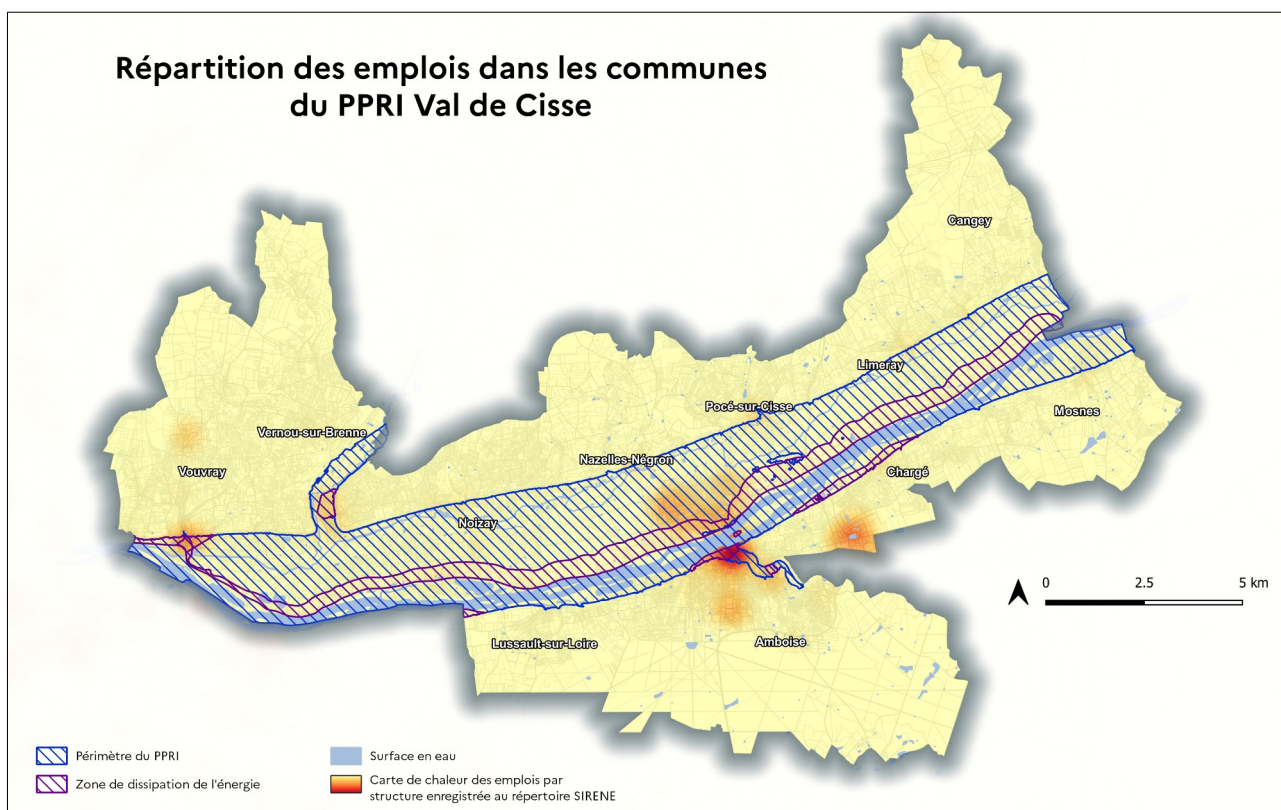 Répartition des emplois dans les communes
du PPRI Val de Cisse
Cangey
Limeray
Pocé-sur-Cisse
Mosnes
Vernou-sur-Brenne
Nazelles-Négron
Vouvray
Chargé
Noizay
Lussault-sur-Loire
Amboise
0 2.5 5 km
Périmètre du PPRI
Zone de dissipation de l'énergie
Surface en eau
Carte de chaleur des emplois par
structure enregistrée au répertoire SIRENE